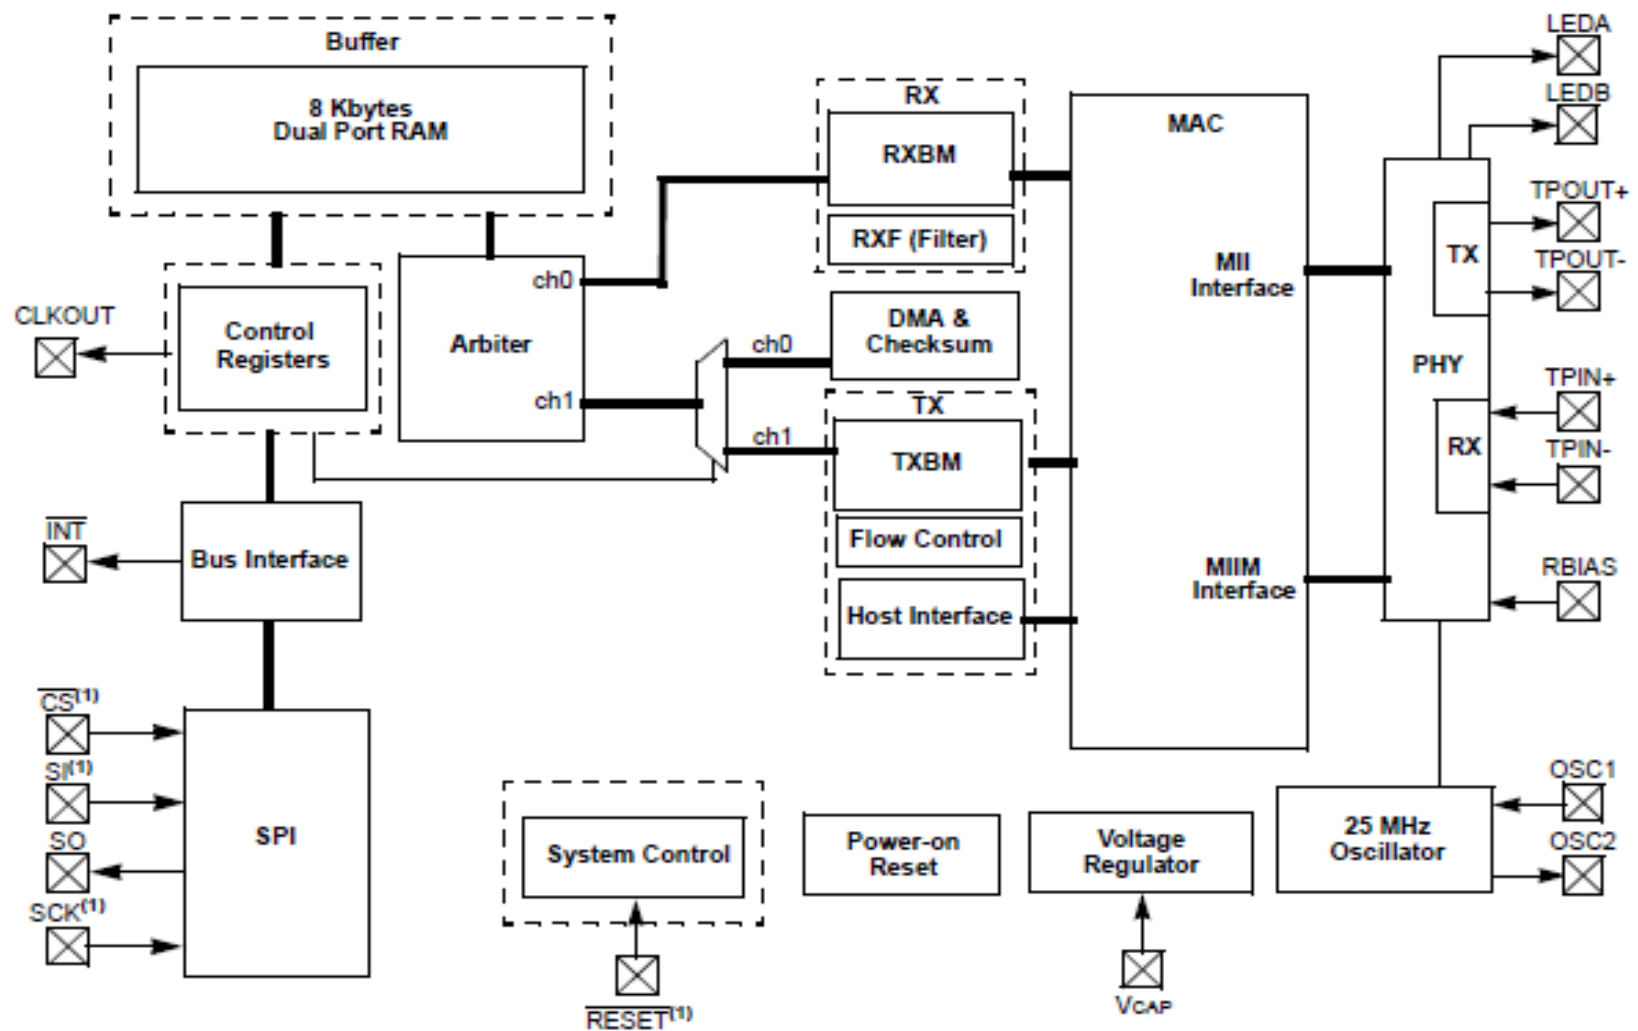 Buffer
8 Kbytes
Dual Port RAM
CLKOUT
Control
Registers
Arbiter
ch0
ch1
INT
Bus Interface
CS(1)
SI(1)
SO
SCK(1)
SPI
RX
RXBM
RXF (Filter)
ch0
DMA &
Checksum
ch1
TX
TXBM
Flow Control
Host Interface
MAC
MII
Interface
MIIM
Interface
PHY
TX
RX
LEDA
LEDB
TPOUT+
TPOUT-
TPIN+
TPIN-
RBIAS
System Control
RESET(1)
Power-on
Reset
Voltage
Regulator
VCAP
25 MHz
Oscillator
OSC1
OSC2